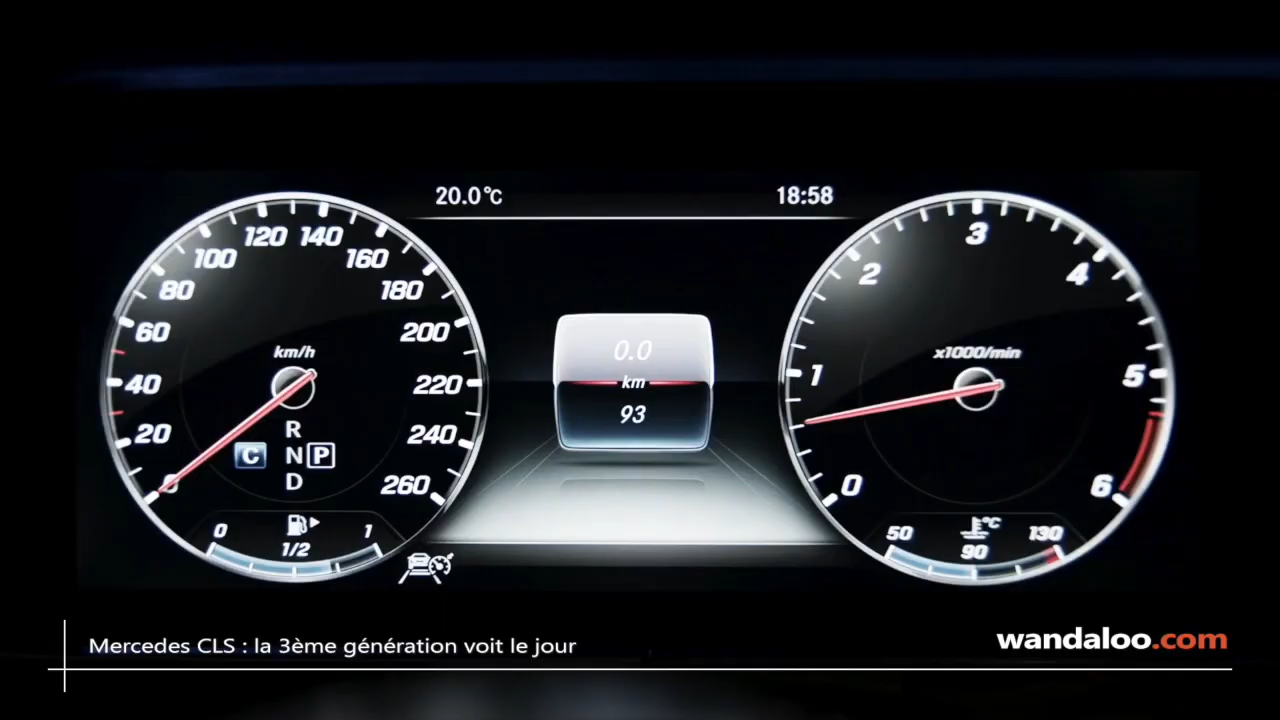 20.0°C
18:58
0
20
40
60
80
100
120
140
160
180
200
220
240
260
km/h
R
C N P
D
0 1/2 1
0.0
km
93
0
1
2
3
4
5
6
x1000/min
°C
50 90 130
Mercedes CLS : la 3ème génération voit le jour
wandaloo.com